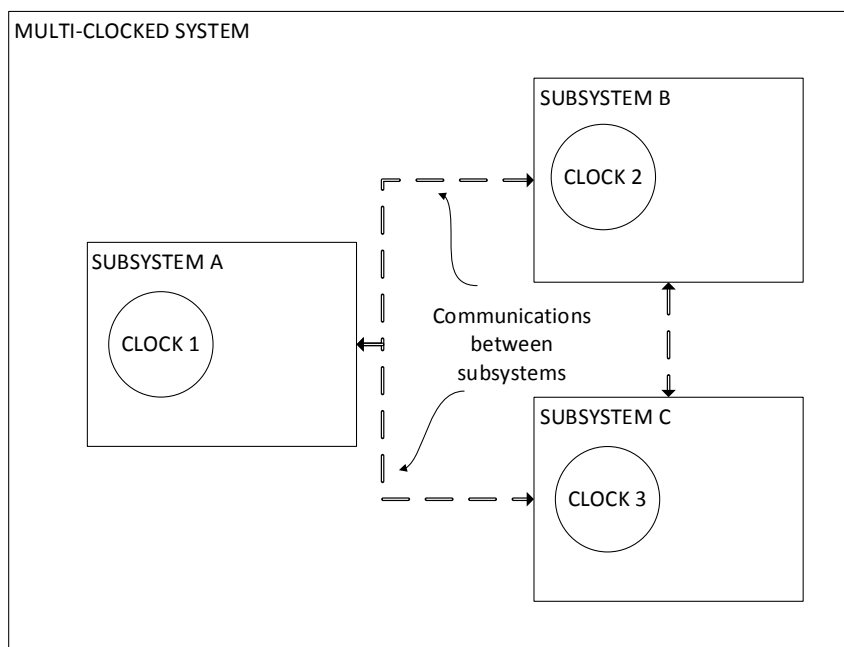 MULTI-CLOCKED SYSTEM
SUBSYSTEM B
CLOCK 2
SUBSYSTEM A
CLOCK 1
Communications
between
subsystems
SUBSYSTEM C
CLOCK 3